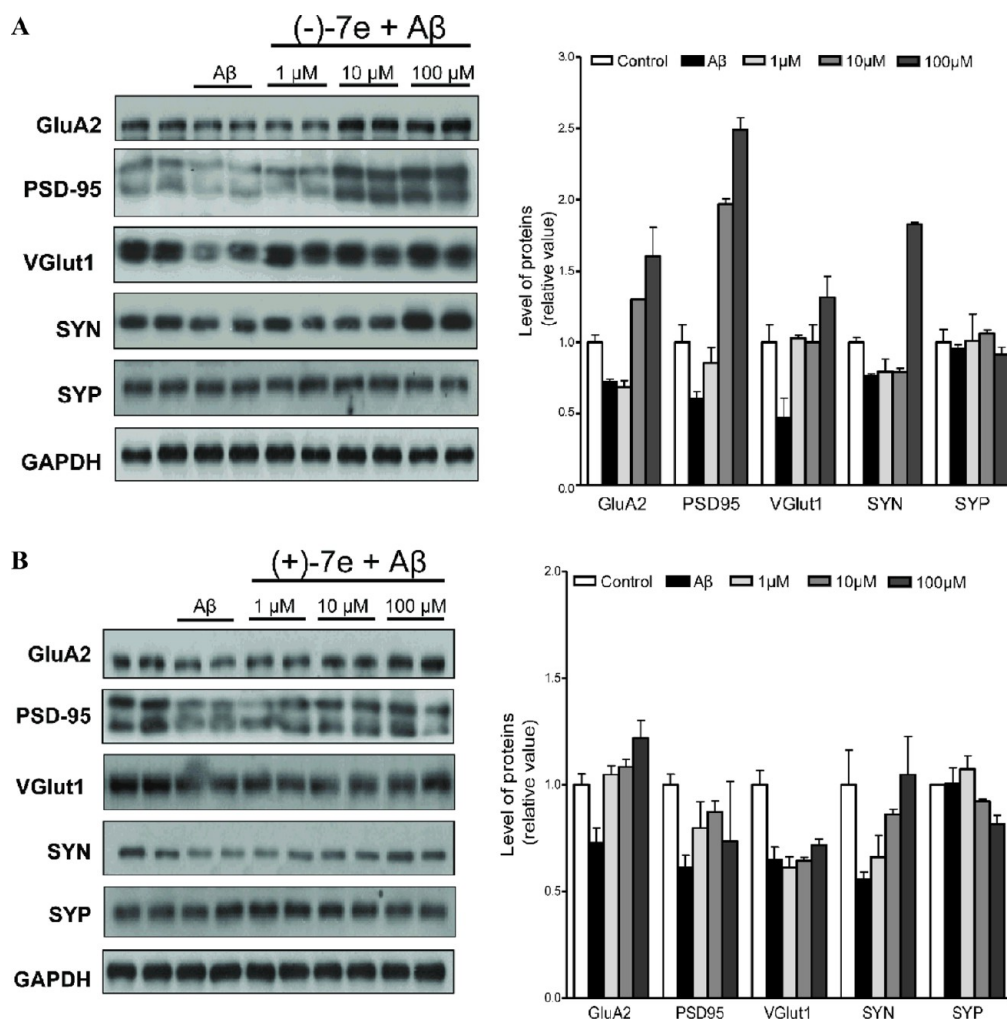 A
(-)-7e + Aβ
Aβ 1 µM 10 µM 100 µM
GluA2
PSD-95
VGlut1
SYN
SYP
GAPDH
Level of proteins
(relative value)
3.0
2.5
2.0
1.5
1.0
0.5
0.0
Control Aβ 1µM 10µM 100µM
GluA2 PSD95 VGlut1 SYN SYP
B
(+)-7e + Aβ
Aβ 1 µM 10 µM 100 µM
GluA2
PSD-95
VGlut1
SYN
SYP
GAPDH
Level of proteins
(relative value)
2.0
1.5
1.0
0.5
0.0
Control Aβ 1µM 10µM 100µM
GluA2 PSD95 VGlut1 SYN SYP